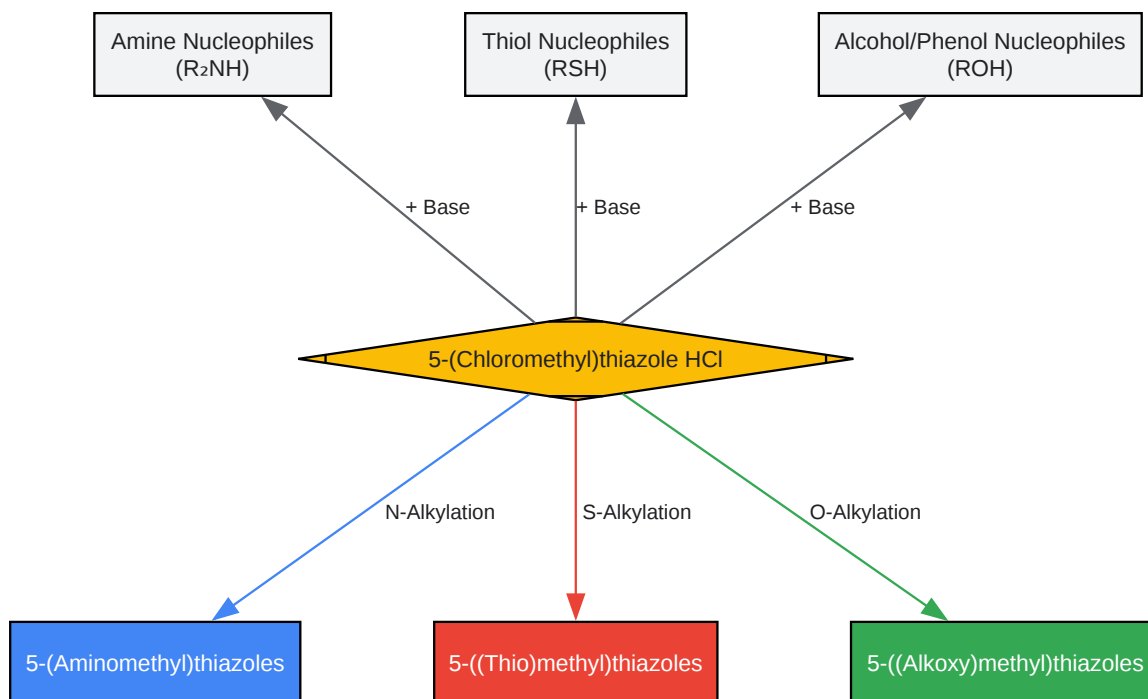 Amine Nucleophiles
(R₂NH)
Thiol Nucleophiles
(RSH)
Alcohol/Phenol Nucleophiles
(ROH)
+ Base
+ Base
+ Base
5-(Chloromethyl)thiazole HCl
N-Alkylation
S-Alkylation
O-Alkylation
5-(Aminomethyl)thiazoles
5-((Thio)methyl)thiazoles
5-((Alkoxy)methyl)thiazoles